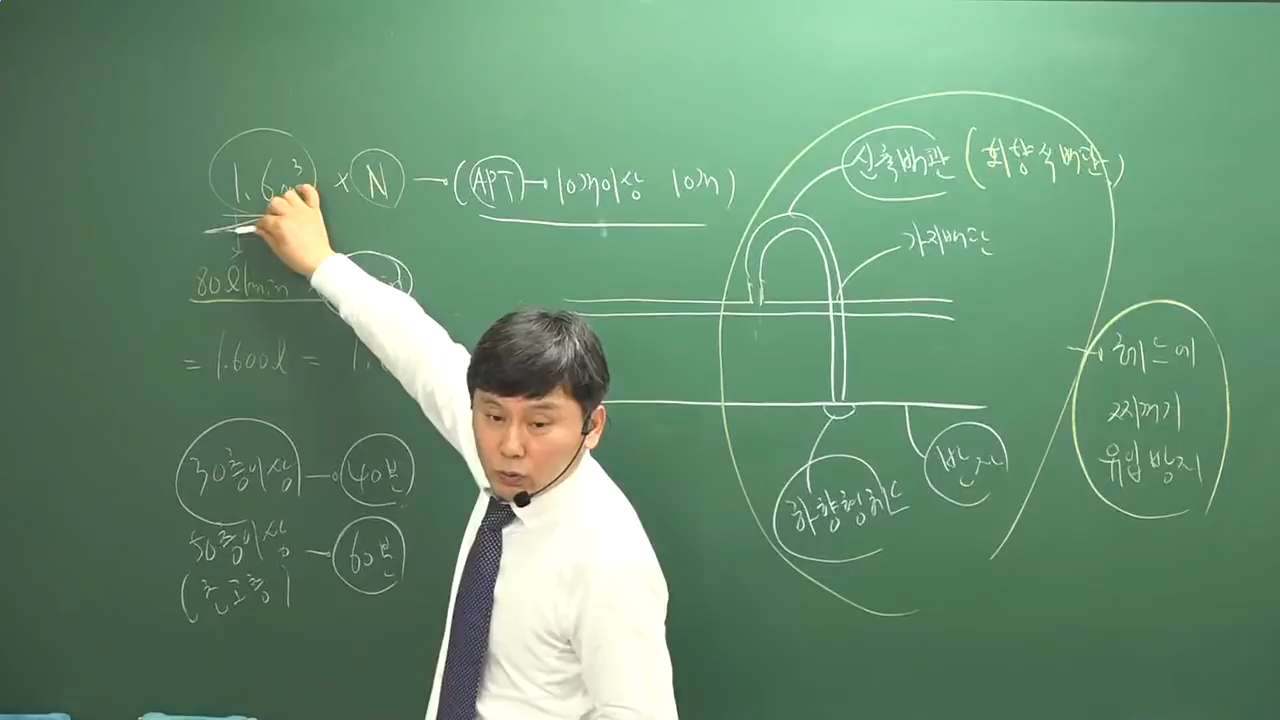 1.6m³ × N → (APT → 10개이상 10개)
80ℓ/min
= 1.600ℓ = 1.
30층이상 → 40분
50층이상 → 60분
(초고층)
신축배관 (회향식배관)
가지배관
하향형헤드
반자
→ 헤드에
찌꺼기
유입방지